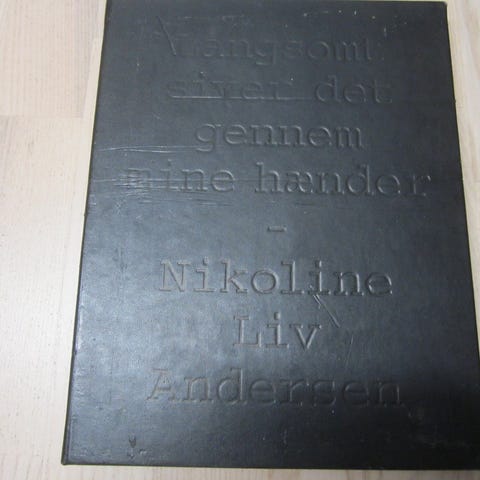 Langsomt
siver det
gennem
mine hænder
-
Nikoline
Liv
Andersen